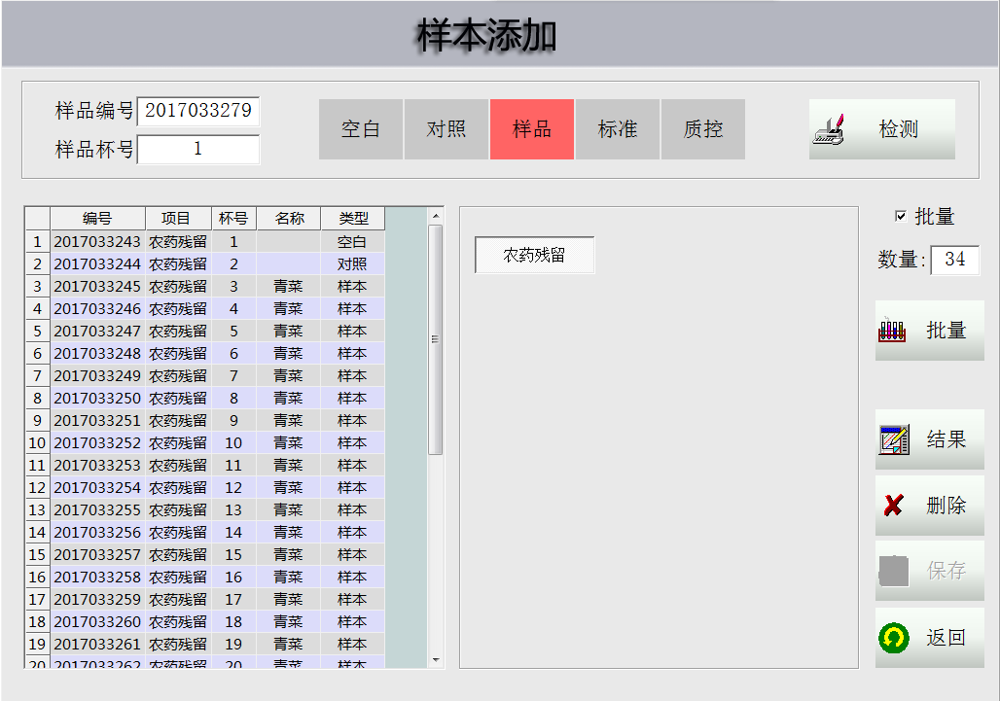 样本添加
样品编号 2017033279
样品杯号 1
空白 对照 样品 标准 质控 检测
编号 项目 杯号 名称 类型
1 2017033243 农药残留 1 空白
2 2017033244 农药残留 2 对照
3 2017033245 农药残留 3 青菜 样本
4 2017033246 农药残留 4 青菜 样本
5 2017033247 农药残留 5 青菜 样本
6 2017033248 农药残留 6 青菜 样本
7 2017033249 农药残留 7 青菜 样本
8 2017033250 农药残留 8 青菜 样本
9 2017033251 农药残留 9 青菜 样本
10 2017033252 农药残留 10 青菜 样本
11 2017033253 农药残留 11 青菜 样本
12 2017033254 农药残留 12 青菜 样本
13 2017033255 农药残留 13 青菜 样本
14 2017033256 农药残留 14 青菜 样本
15 2017033257 农药残留 15 青菜 样本
16 2017033258 农药残留 16 青菜 样本
17 2017033259 农药残留 17 青菜 样本
18 2017033260 农药残留 18 青菜 样本
19 2017033261 农药残留 19 青菜 样本
20 2017033262 农药残留 20 青菜 样本
农药残留
批量
数量: 34
批量
结果
删除
保存
返回